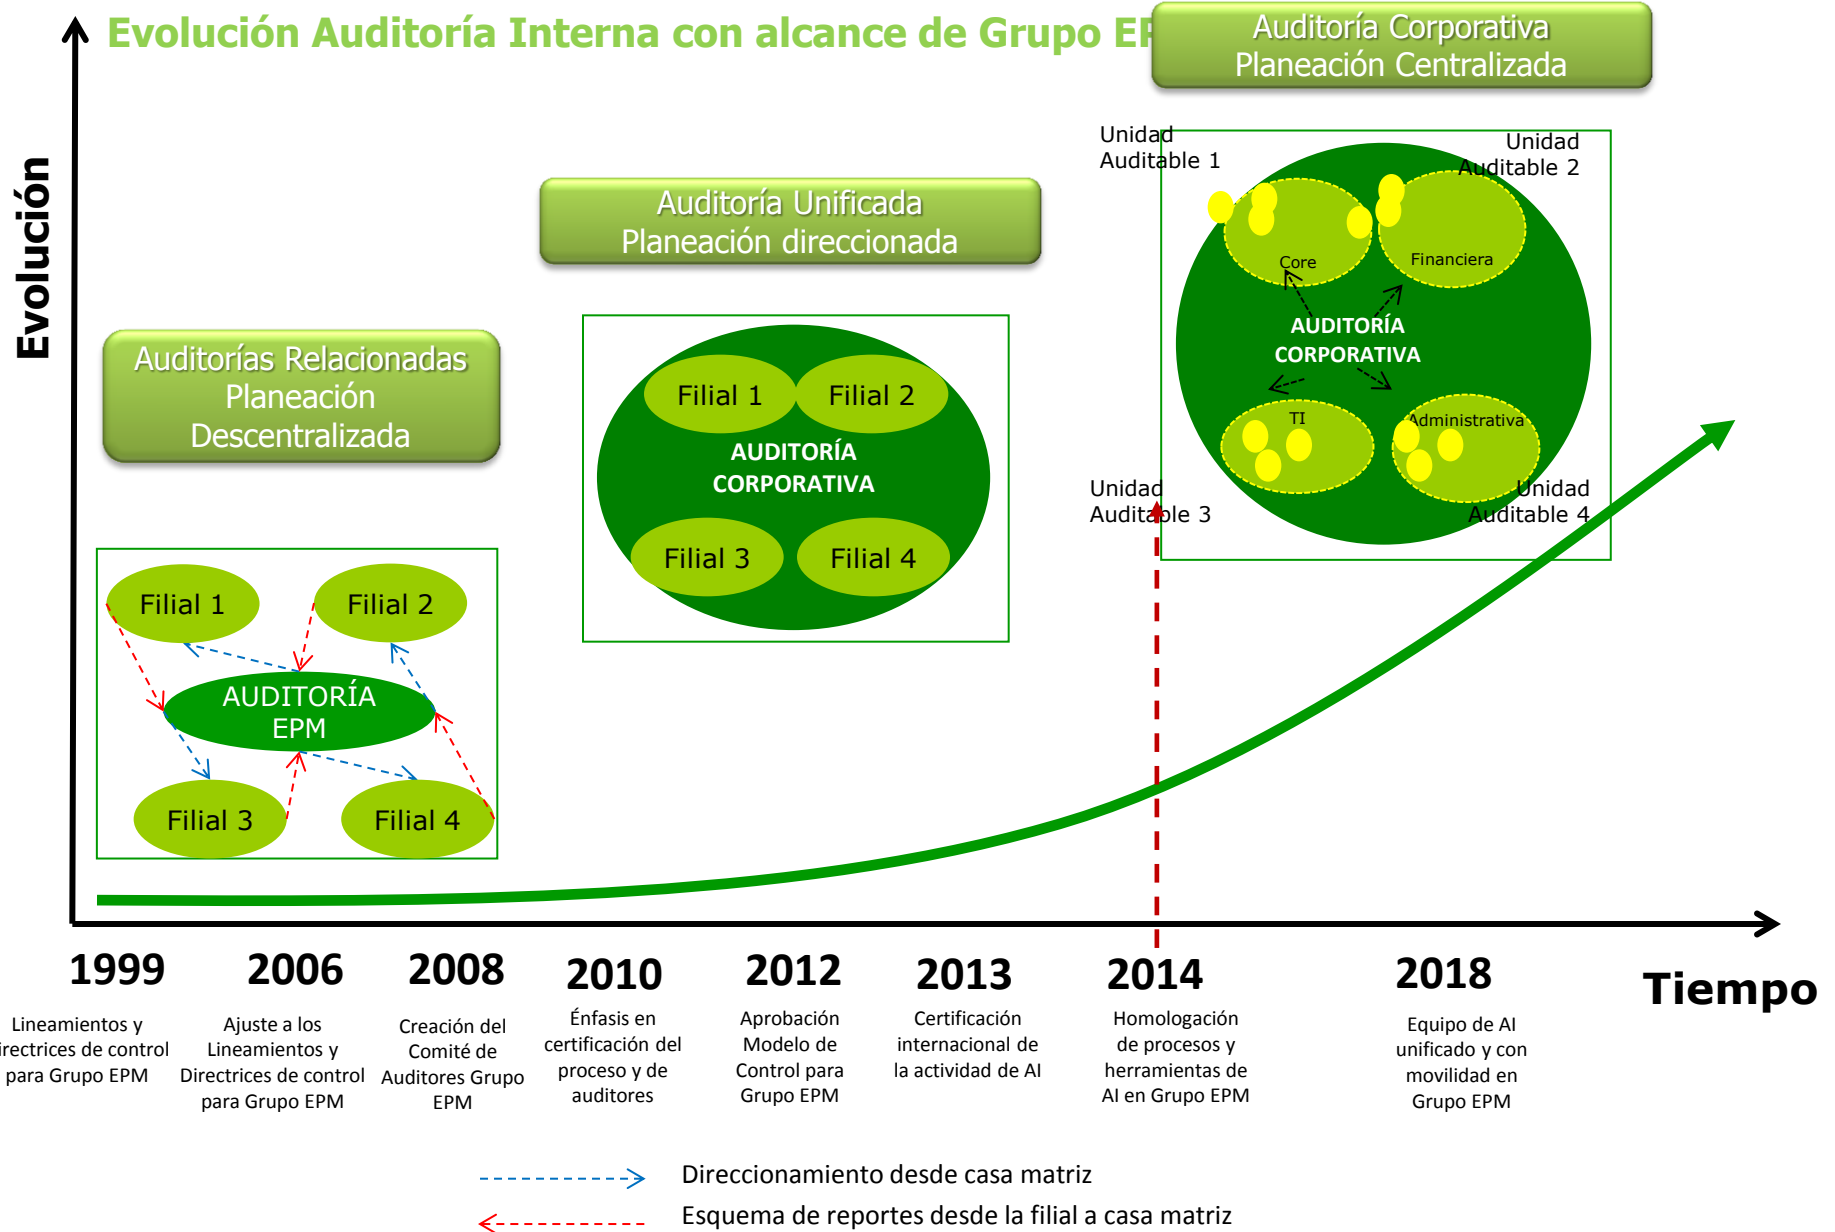 Evolución Auditoría Interna con alcance de Grupo
Auditoría Corporativa
Planeación Centralizada
Evolución
Unidad
Auditable 1
Unidad
Auditable 2
Core
Financiera
AUDITORÍA
CORPORATIVA
TI
Administrativa
Unidad
Auditable 3
Unidad
Auditable 4
Auditoría Unificada
Planeación direccionada
Filial 1
Filial 2
AUDITORÍA
CORPORATIVA
Filial 3
Filial 4
Auditorías Relacionadas
Planeación
Descentralizada
Filial 1
Filial 2
AUDITORÍA
EPM
Filial 3
Filial 4
1999
Lineamientos y
directrices de control
para Grupo EPM
2006
Ajuste a los
Lineamientos y
Directrices de control
para Grupo EPM
2008
Creación del
Comité de
Auditores Grupo
EPM
2010
Énfasis en
certificación del
proceso y de
auditores
2012
Aprobación
Modelo de
Control para
Grupo EPM
2013
Certificación
internacional de
la actividad de AI
2014
Homologación
de procesos y
herramientas de
AI en Grupo EPM
2018
Equipo de AI
unificado y con
movilidad en
Grupo EPM
Tiempo
Direccionamiento desde casa matriz
Esquema de reportes desde la filial a casa matriz